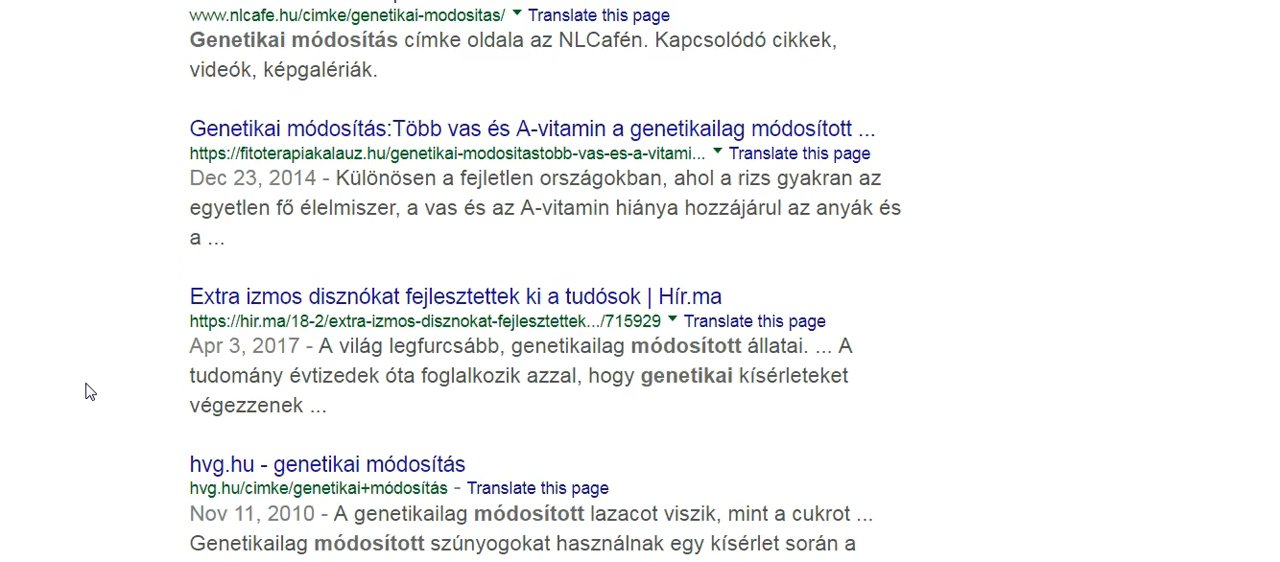 www.nlcafe.hu/cimke/genetikai-modositas/ ▼ Translate this page
Genetikai módosítás címke oldala az NLCafén. Kapcsolódó cikkek,
videók, képgalériák.
Genetikai módosítás:Több vas és A-vitamin a genetikailag módosított ...
https://fitoterapiakalauz.hu/genetikai-modositastobb-vas-es-a-vitami... ▼ Translate this page
Dec 23, 2014 - Különösen a fejletlen országokban, ahol a rizs gyakran az
egyetlen fő élelmiszer, a vas és az A-vitamin hiánya hozzájárul az anyák és
a ...
Extra izmos disznókat fejlesztettek ki a tudósok | Hír.ma
https://hir.ma/18-2/extra-izmos-disznokat-fejlesztettek.../715929 ▼ Translate this page
Apr 3, 2017 - A világ legfurcsább, genetikailag módosított állatai. ... A
tudomány évtizedek óta foglalkozik azzal, hogy genetikai kísérleteket
végezzenek ...
hvg.hu - genetikai módosítás
hvg.hu/cimke/genetikai+módosítás - Translate this page
Nov 11, 2010 - A genetikailag módosított lazacot viszik, mint a cukrot ...
Genetikailag módosított szúnyogokat használnak egy kísérlet során a